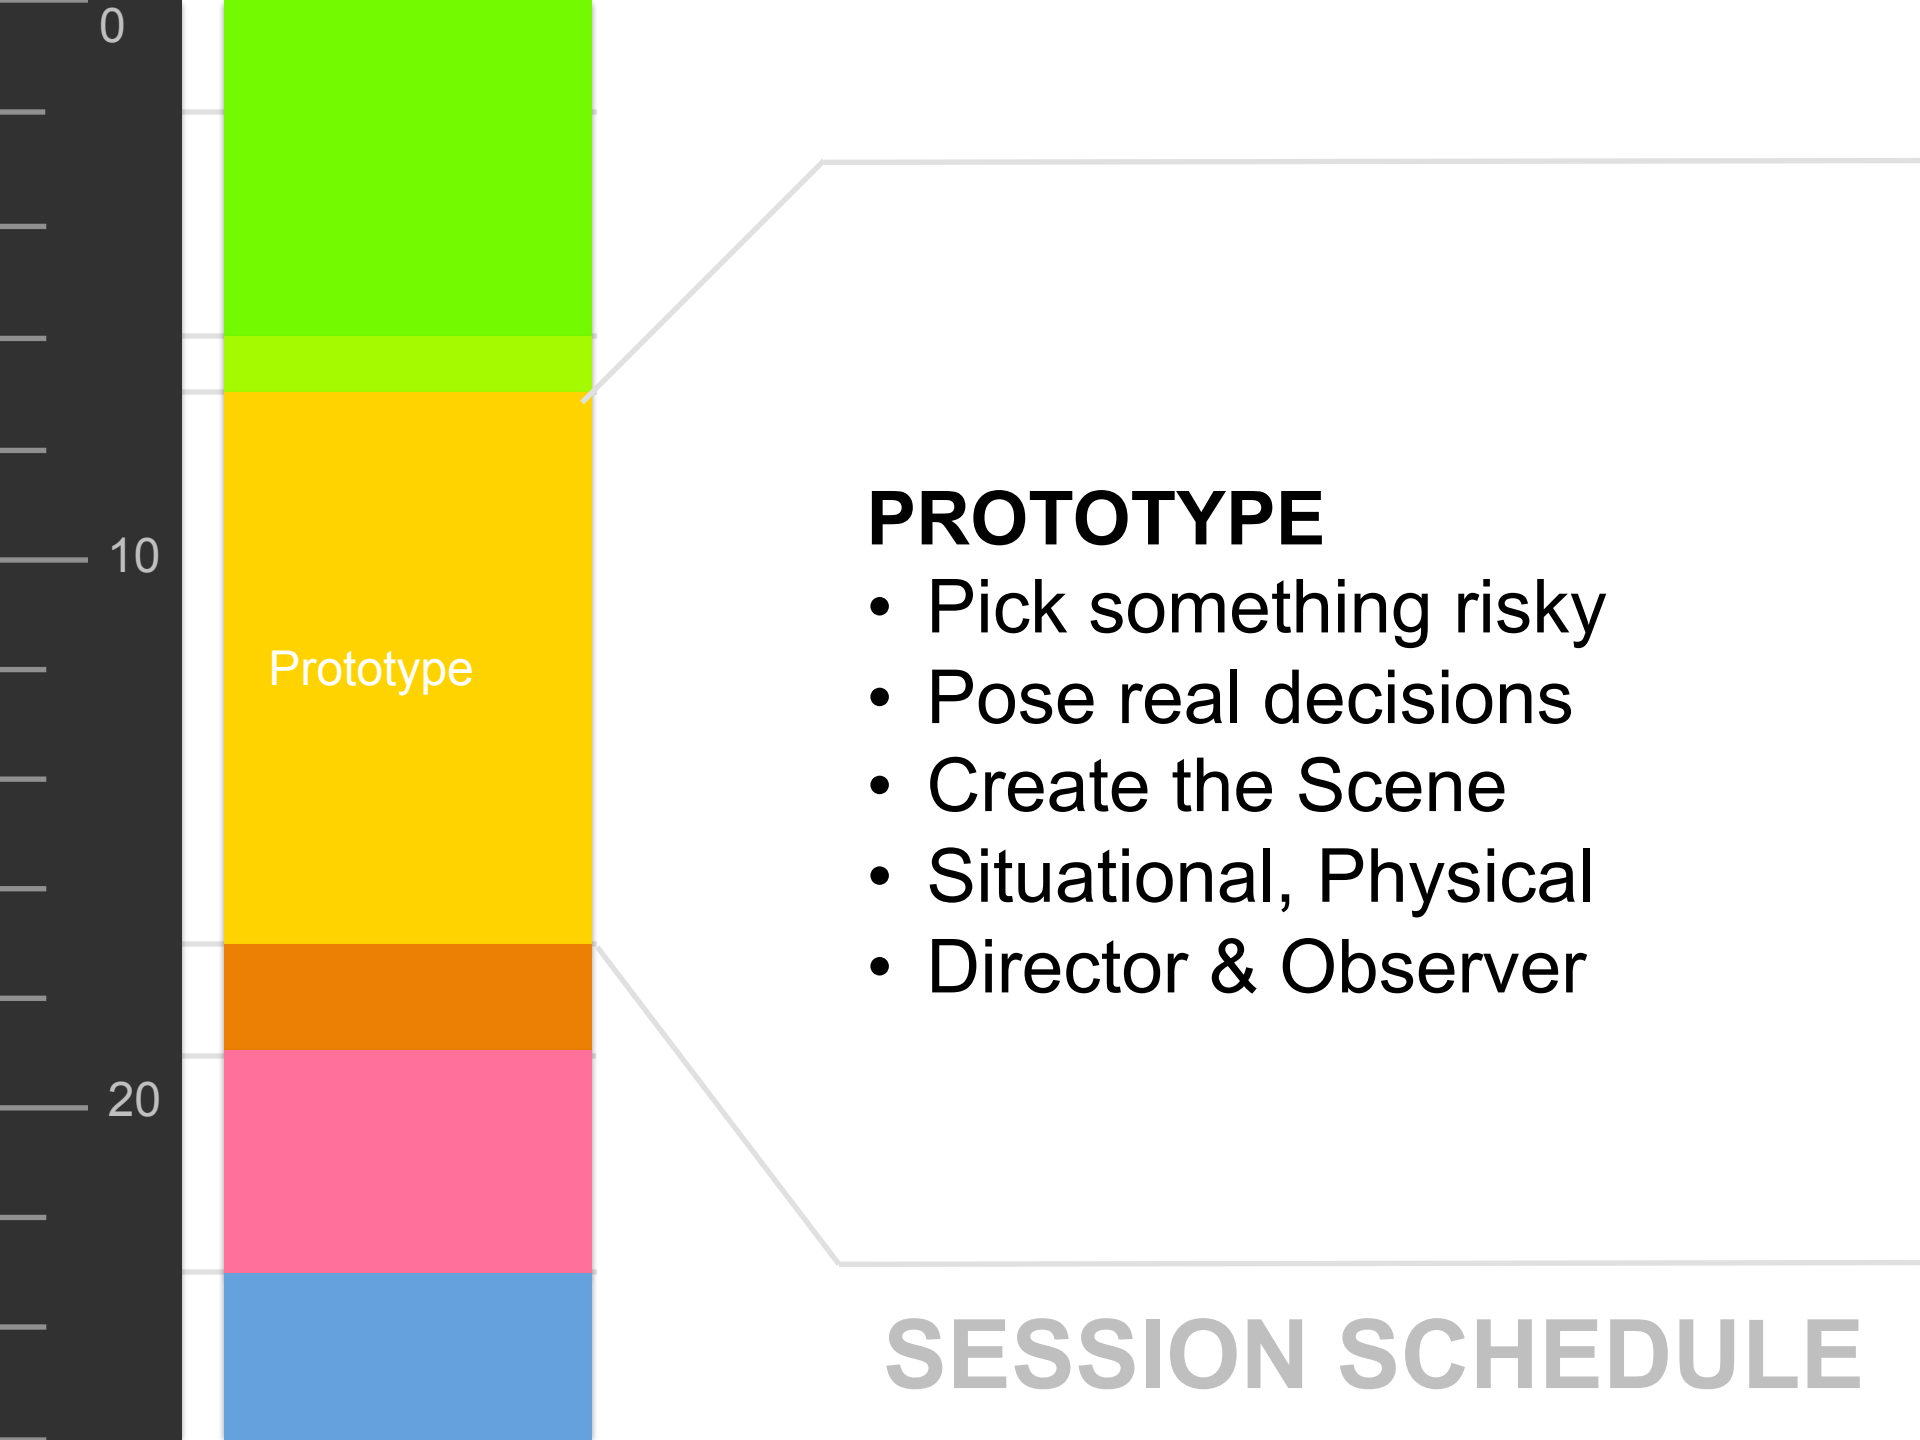 0
10
20
Prototype
PROTOTYPE
• Pick something risky
• Pose real decisions
• Create the Scene
• Situational, Physical
• Director & Observer
SESSION SCHEDULE